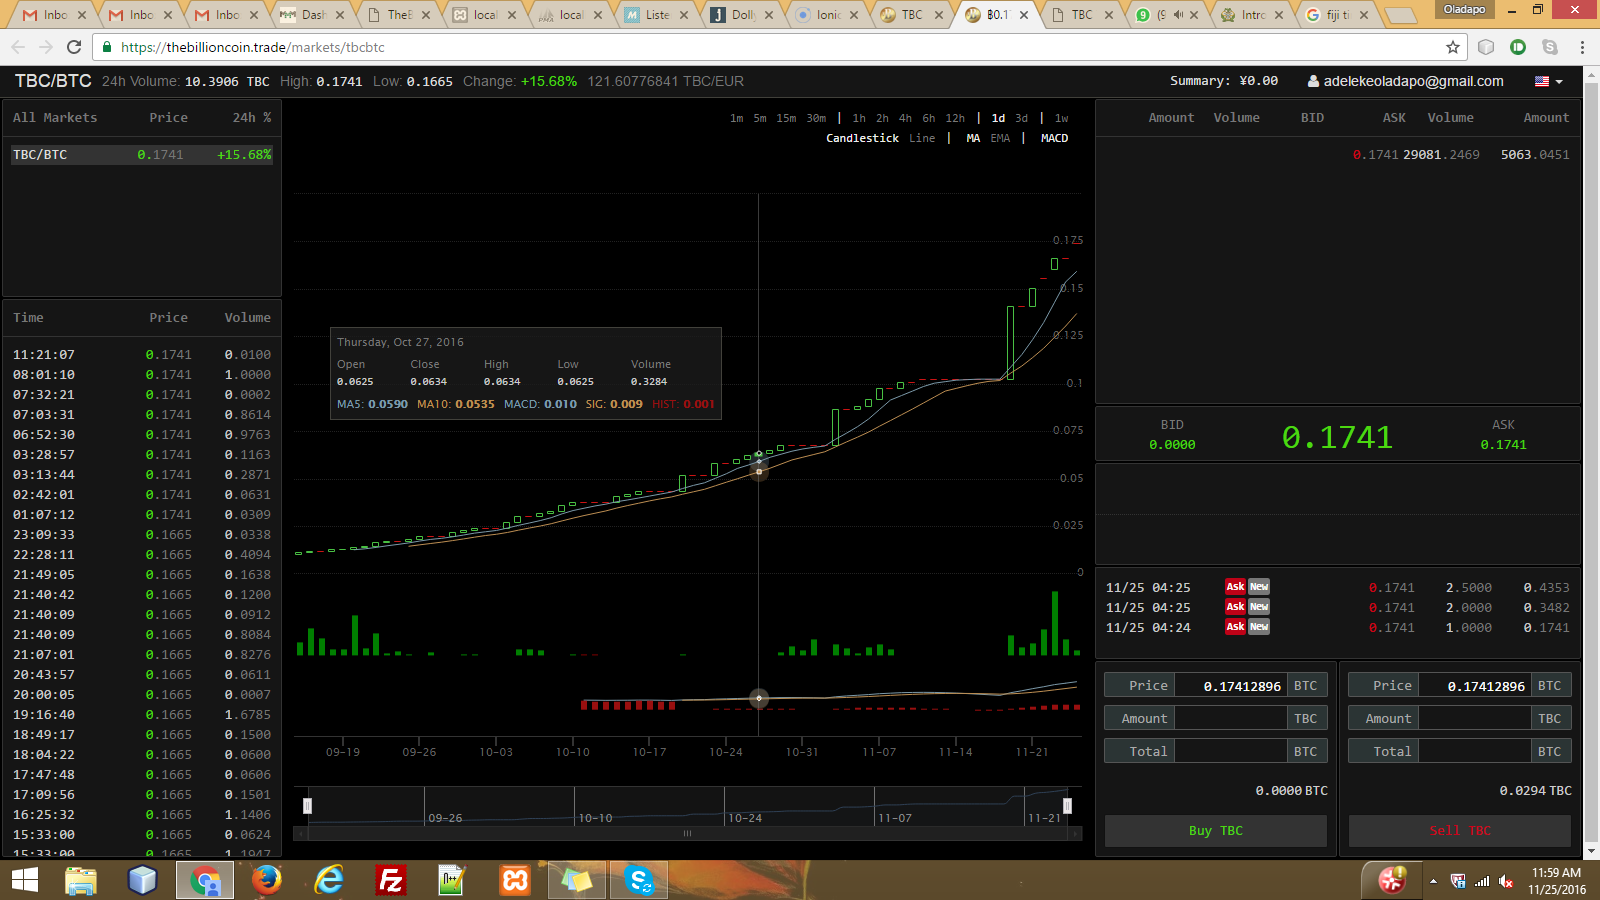 Inbo
Inbo
Inbo
Dash
TheB
local
local
Liste
Dolly
Ionic
TBC
฿0.1
TBC
(9
Intro
fiji ti
Oladapo
https://thebillioncoin.trade/markets/tbcbtc
TBC/BTC 24h Volume: 10.3906 TBC High: 0.1741 Low: 0.1665 Change: +15.68% 121.60776841 TBC/EUR
Summary: ¥0.00 adelekeoladapo@gmail.com
All Markets Price 24h %
TBC/BTC 0.1741 +15.68%
Time Price Volume
11:21:07 0.1741 0.0100
08:01:10 0.1741 1.0000
07:32:21 0.1741 0.0002
07:03:31 0.1741 0.8614
06:52:30 0.1741 0.9763
03:28:57 0.1741 0.1163
03:13:44 0.1741 0.2871
02:42:01 0.1741 0.0631
01:07:12 0.1741 0.0309
23:09:33 0.1665 0.0338
22:28:11 0.1665 0.4094
21:49:05 0.1665 0.1638
21:40:42 0.1665 0.1200
21:40:09 0.1665 0.0912
21:40:09 0.1665 0.8084
21:07:01 0.1665 0.8276
20:43:57 0.1665 0.0611
20:00:05 0.1665 0.0007
19:16:40 0.1665 1.6785
18:49:17 0.1665 0.1500
18:04:22 0.1665 0.0600
17:47:48 0.1665 0.0606
17:09:56 0.1665 0.1501
16:25:32 0.1665 1.1406
15:33:00 0.1665 0.0624
15:33:00 0.1665 1.1947
1m 5m 15m 30m | 1h 2h 4h 6h 12h | 1d 3d | 1w
Candlestick Line | MA EMA | MACD
0.175
0.15
0.125
0.1
0.075
0.05
0.025
0
Thursday, Oct 27, 2016
Open Close High Low Volume
0.0625 0.0634 0.0634 0.0625 0.3284
MA5: 0.0590 MA10: 0.0535 MACD: 0.010 SIG: 0.009 HIST: 0.001
09-19 09-26 10-03 10-10 10-17 10-24 10-31 11-07 11-14 11-21
09-26 10-10 10-24 11-07 11-21
Amount Volume BID ASK Volume Amount
0.1741 29081.2469 5063.0451
BID ASK
0.0000 0.1741 0.1741
11/25 04:25 Ask New 0.1741 2.5000 0.4353
11/25 04:25 Ask New 0.1741 2.0000 0.3482
11/25 04:24 Ask New 0.1741 1.0000 0.1741
Price 0.17412896 BTC
Amount TBC
Total BTC
0.0000 BTC
Buy TBC
Price 0.17412896 BTC
Amount TBC
Total BTC
0.0294 TBC
Sell TBC
11:59 AM
11/25/2016